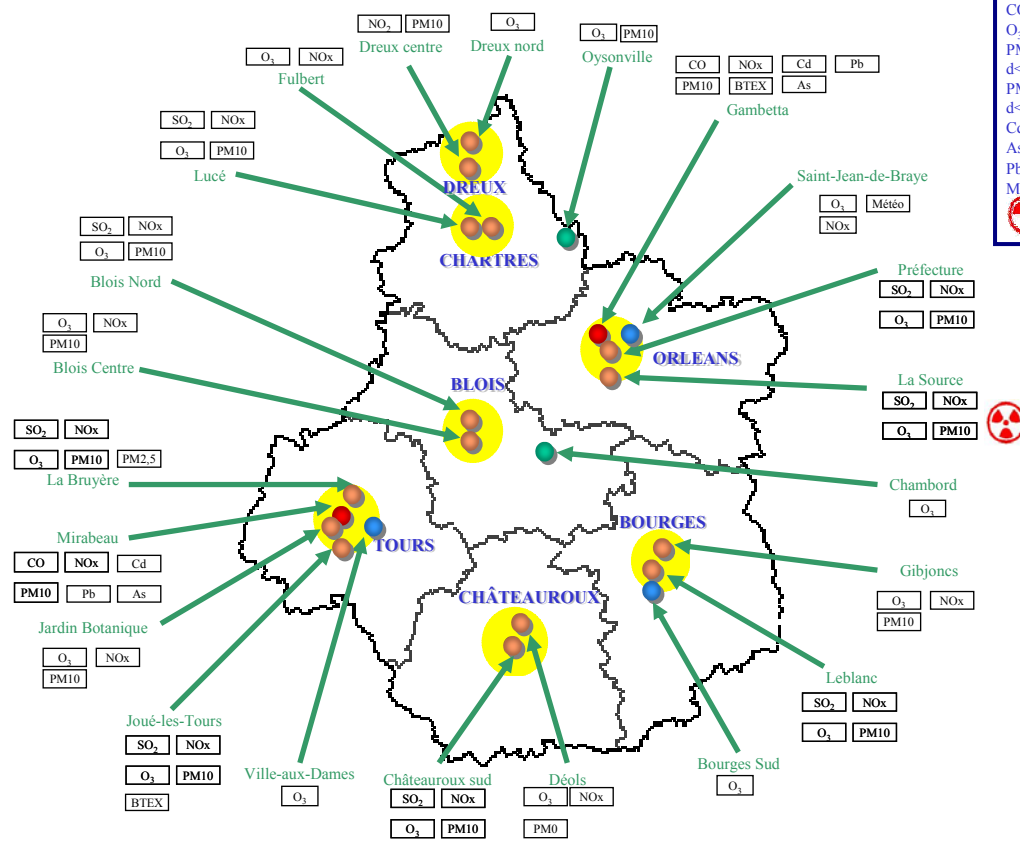 NO₂ PM10
Dreux centre
O₃
Dreux nord
O₃ PM10
Oysonville
O₃ NOx
Fulbert
CO NOx Cd Pb
PM10 BTEX As
Gambetta
SO₂ NOx
O₃ PM10
Lucé
DREUX
CHARTRES
Saint-Jean-de-Braye
O₃ Météo
NOx
SO₂ NOx
O₃ PM10
Blois Nord
Préfecture
SO₂ NOx
O₃ PM10
O₃ NOx
PM10
Blois Centre
ORLEANS
BLOIS
La Source
SO₂ NOx
O₃ PM10
SO₂ NOx
O₃ PM10 PM2,5
La Bruyère
Chambord
O₃
Mirabeau
CO NOx Cd
PM10 Pb As
TOURS
BOURGES
Gibjoncs
O₃ NOx
PM10
CHÂTEAUROUX
Jardin Botanique
O₃ NOx
PM10
Leblanc
SO₂ NOx
O₃ PM10
Joué-les-Tours
SO₂ NOx
O₃ PM10
BTEX
Ville-aux-Dames
O₃
Châteauroux sud
SO₂ NOx
O₃ PM10
Déols
O₃ NOx
PM0
Bourges Sud
O₃
O₃
d<
d<
As
Pb